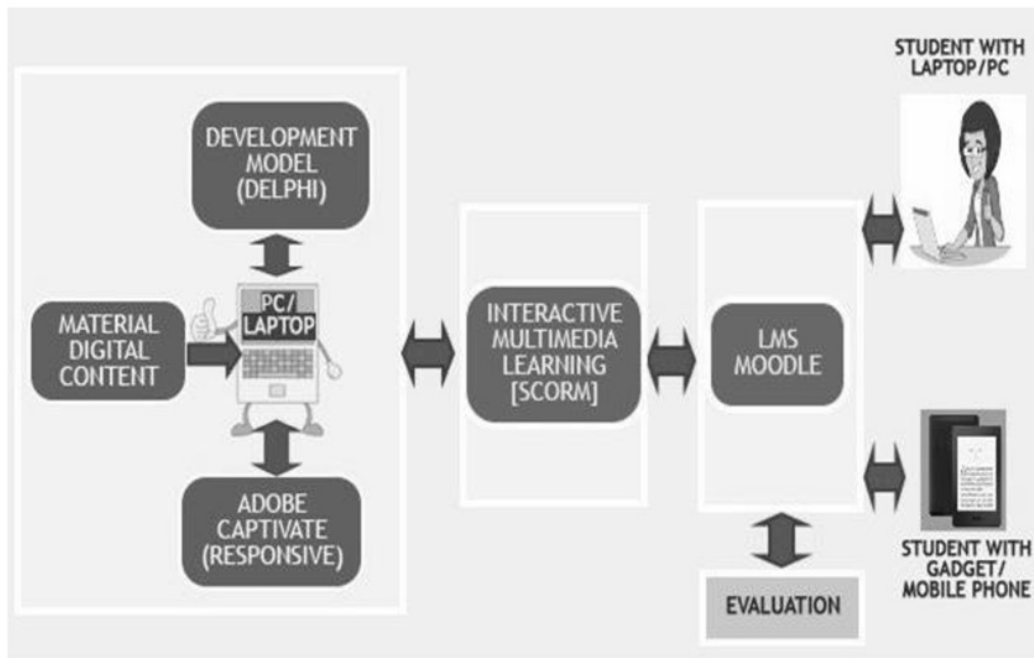 STUDENT WITH
LAPTOP/PC
DEVELOPMENT
MODEL
(DELPHI)
PC/
LAPTOP
MATERIAL
DIGITAL
CONTENT
INTERACTIVE
MULTIMEDIA
LEARNING
[SCORM]
LMS
MOODLE
ADOBE
CAPTIVATE
(RESPONSIVE)
STUDENT WITH
GADGET/
MOBILE PHONE
EVALUATION